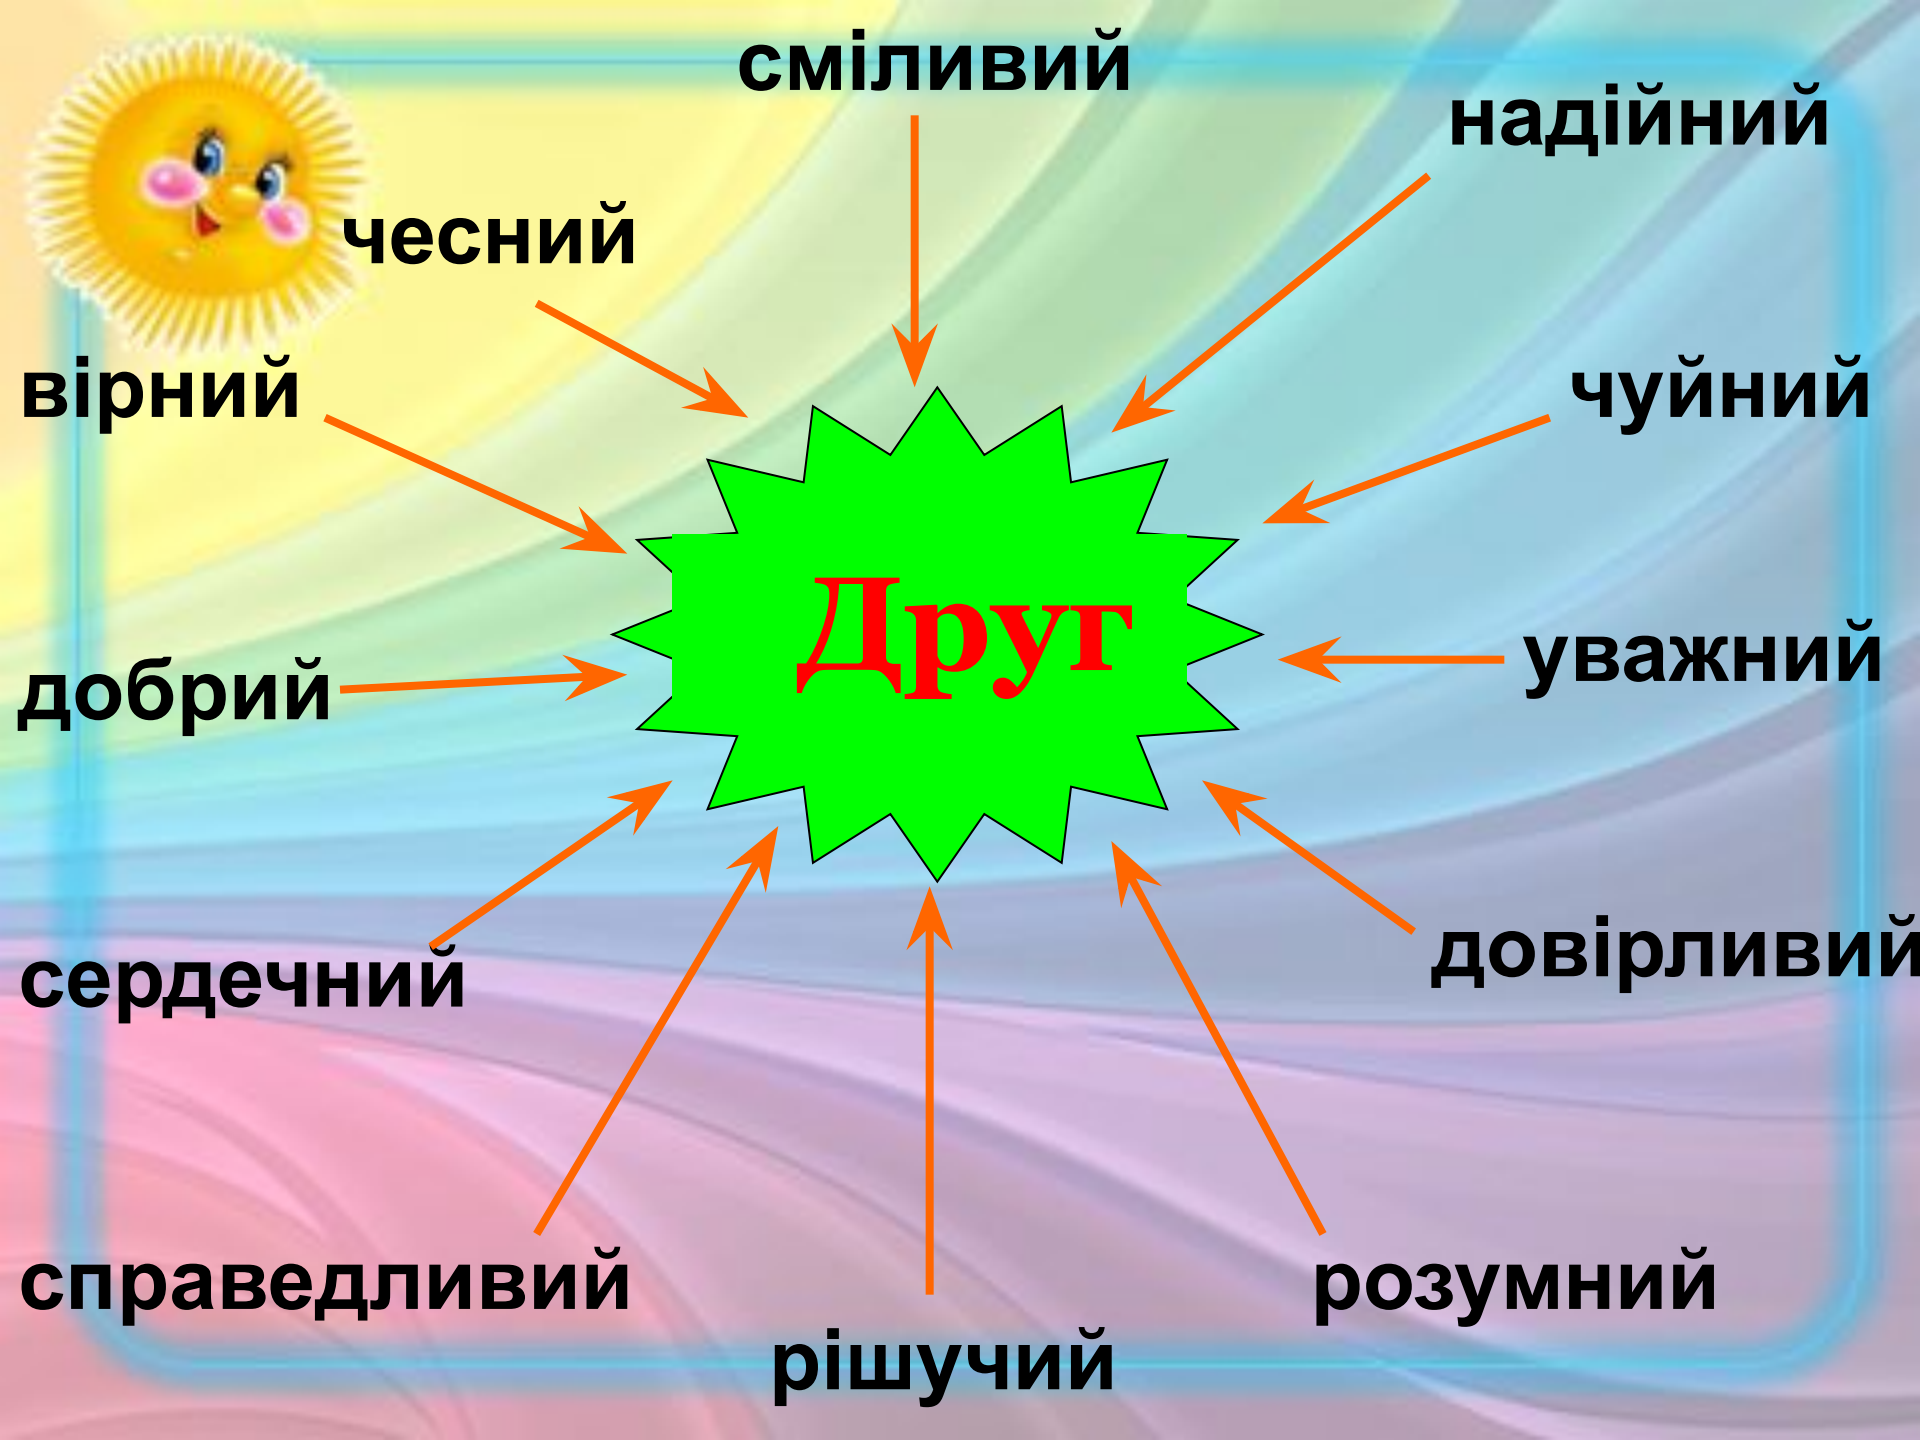 сміливий
надійний
чесний
вірний
чуйний
Друг
уважний
добрий
довірливий
сердечний
справедливий
розумний
рішучий